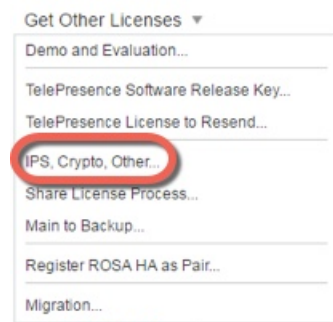 Get Other Licenses ▼
Demo and Evaluation...
TelePresence Software Release Key...
TelePresence License to Resend...
IPS, Crypto, Other...
Share License Process...
Main to Backup...
Register ROSA HA as Pair...
Migration...